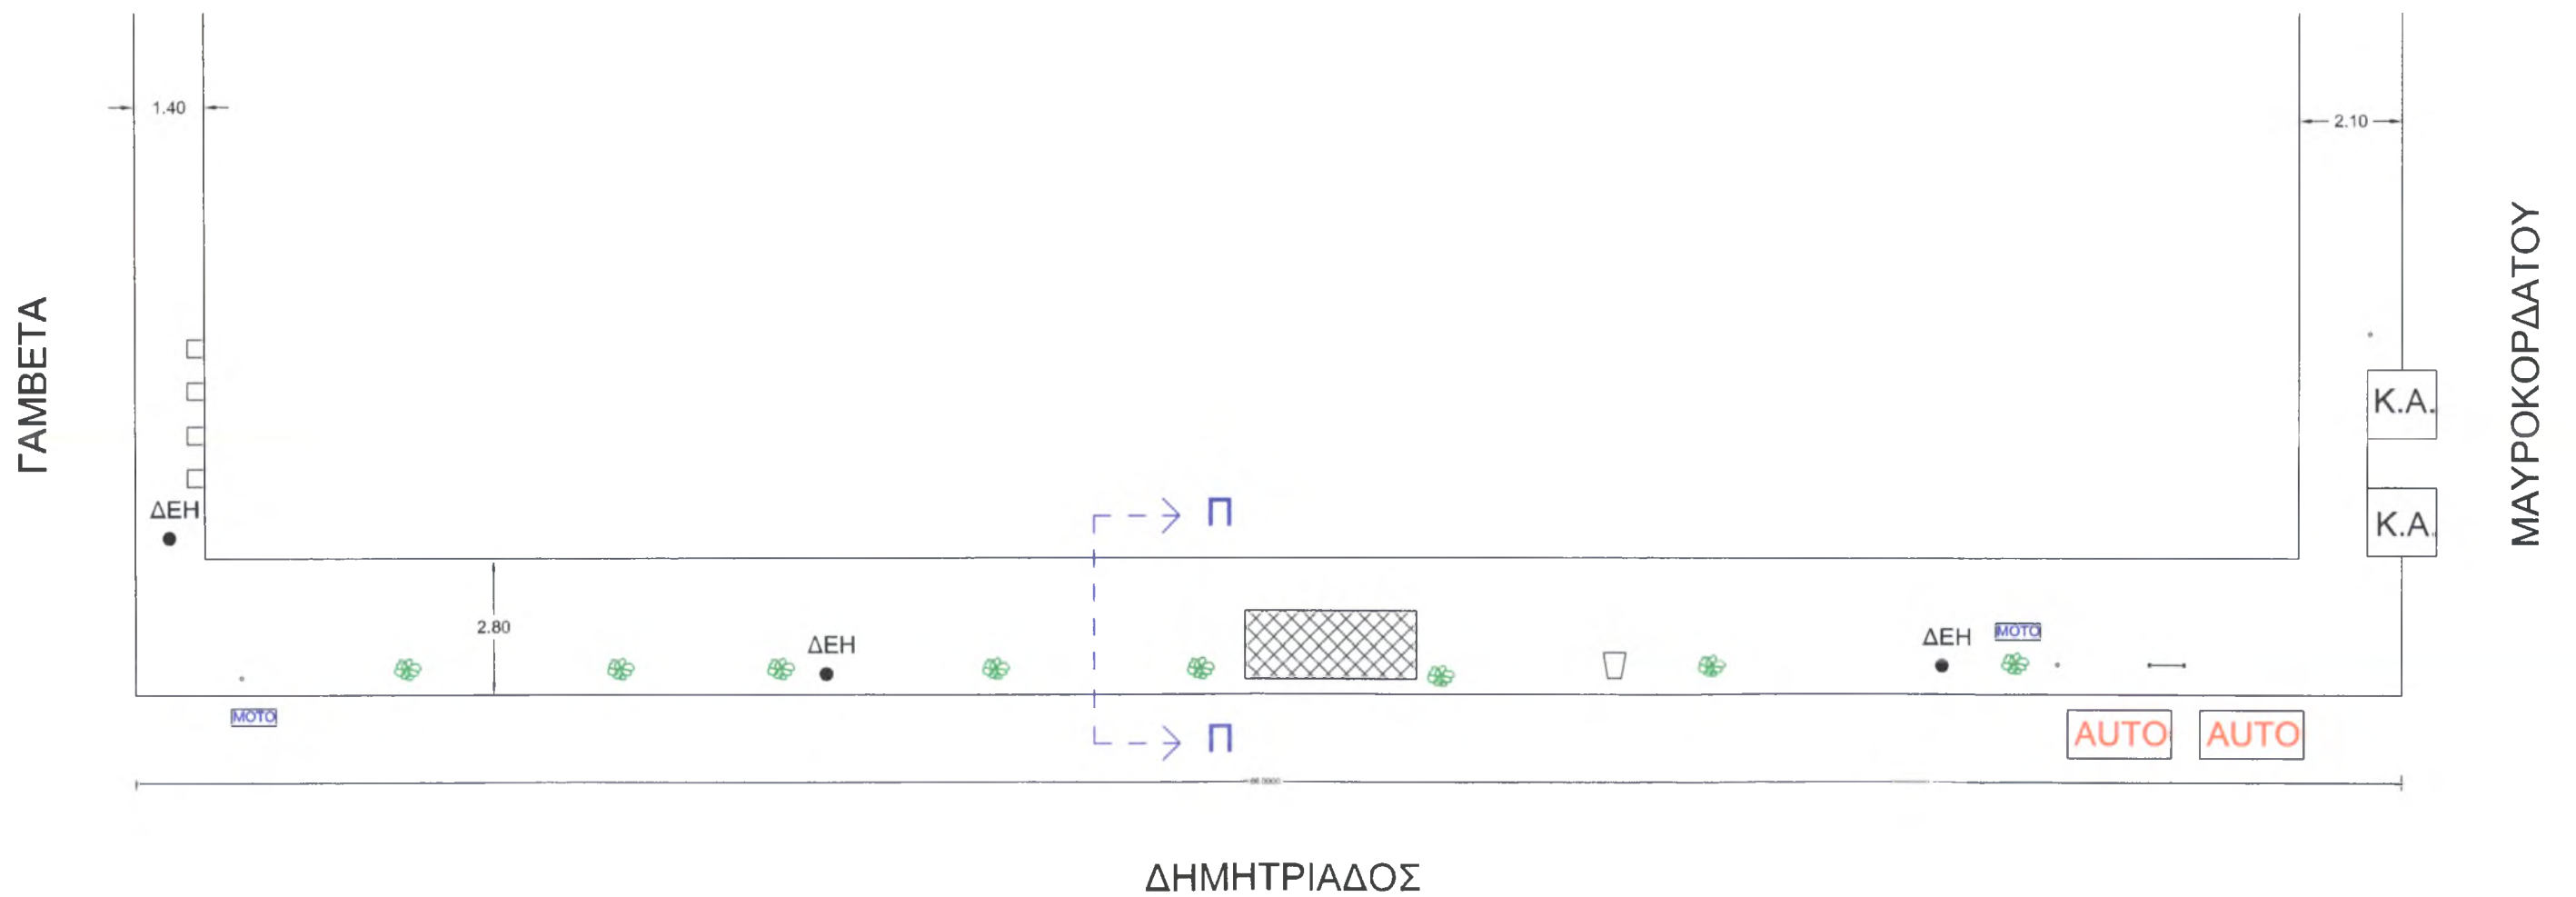 1.40
2.10
ΓΑΜΒΕΤΑ
ΜΑΥΡΟΚΟΡΔΑΤΟΥ
Κ.Α.
ΔΕΗ
Π
Κ.Α.
2.80
ΔΕΗ
ΔΕΗ
ΜΟΤΟ
ΜΟΤΟ
Π
AUTO
AUTO
ΔΗΜΗΤΡΙΑΔΟΣ